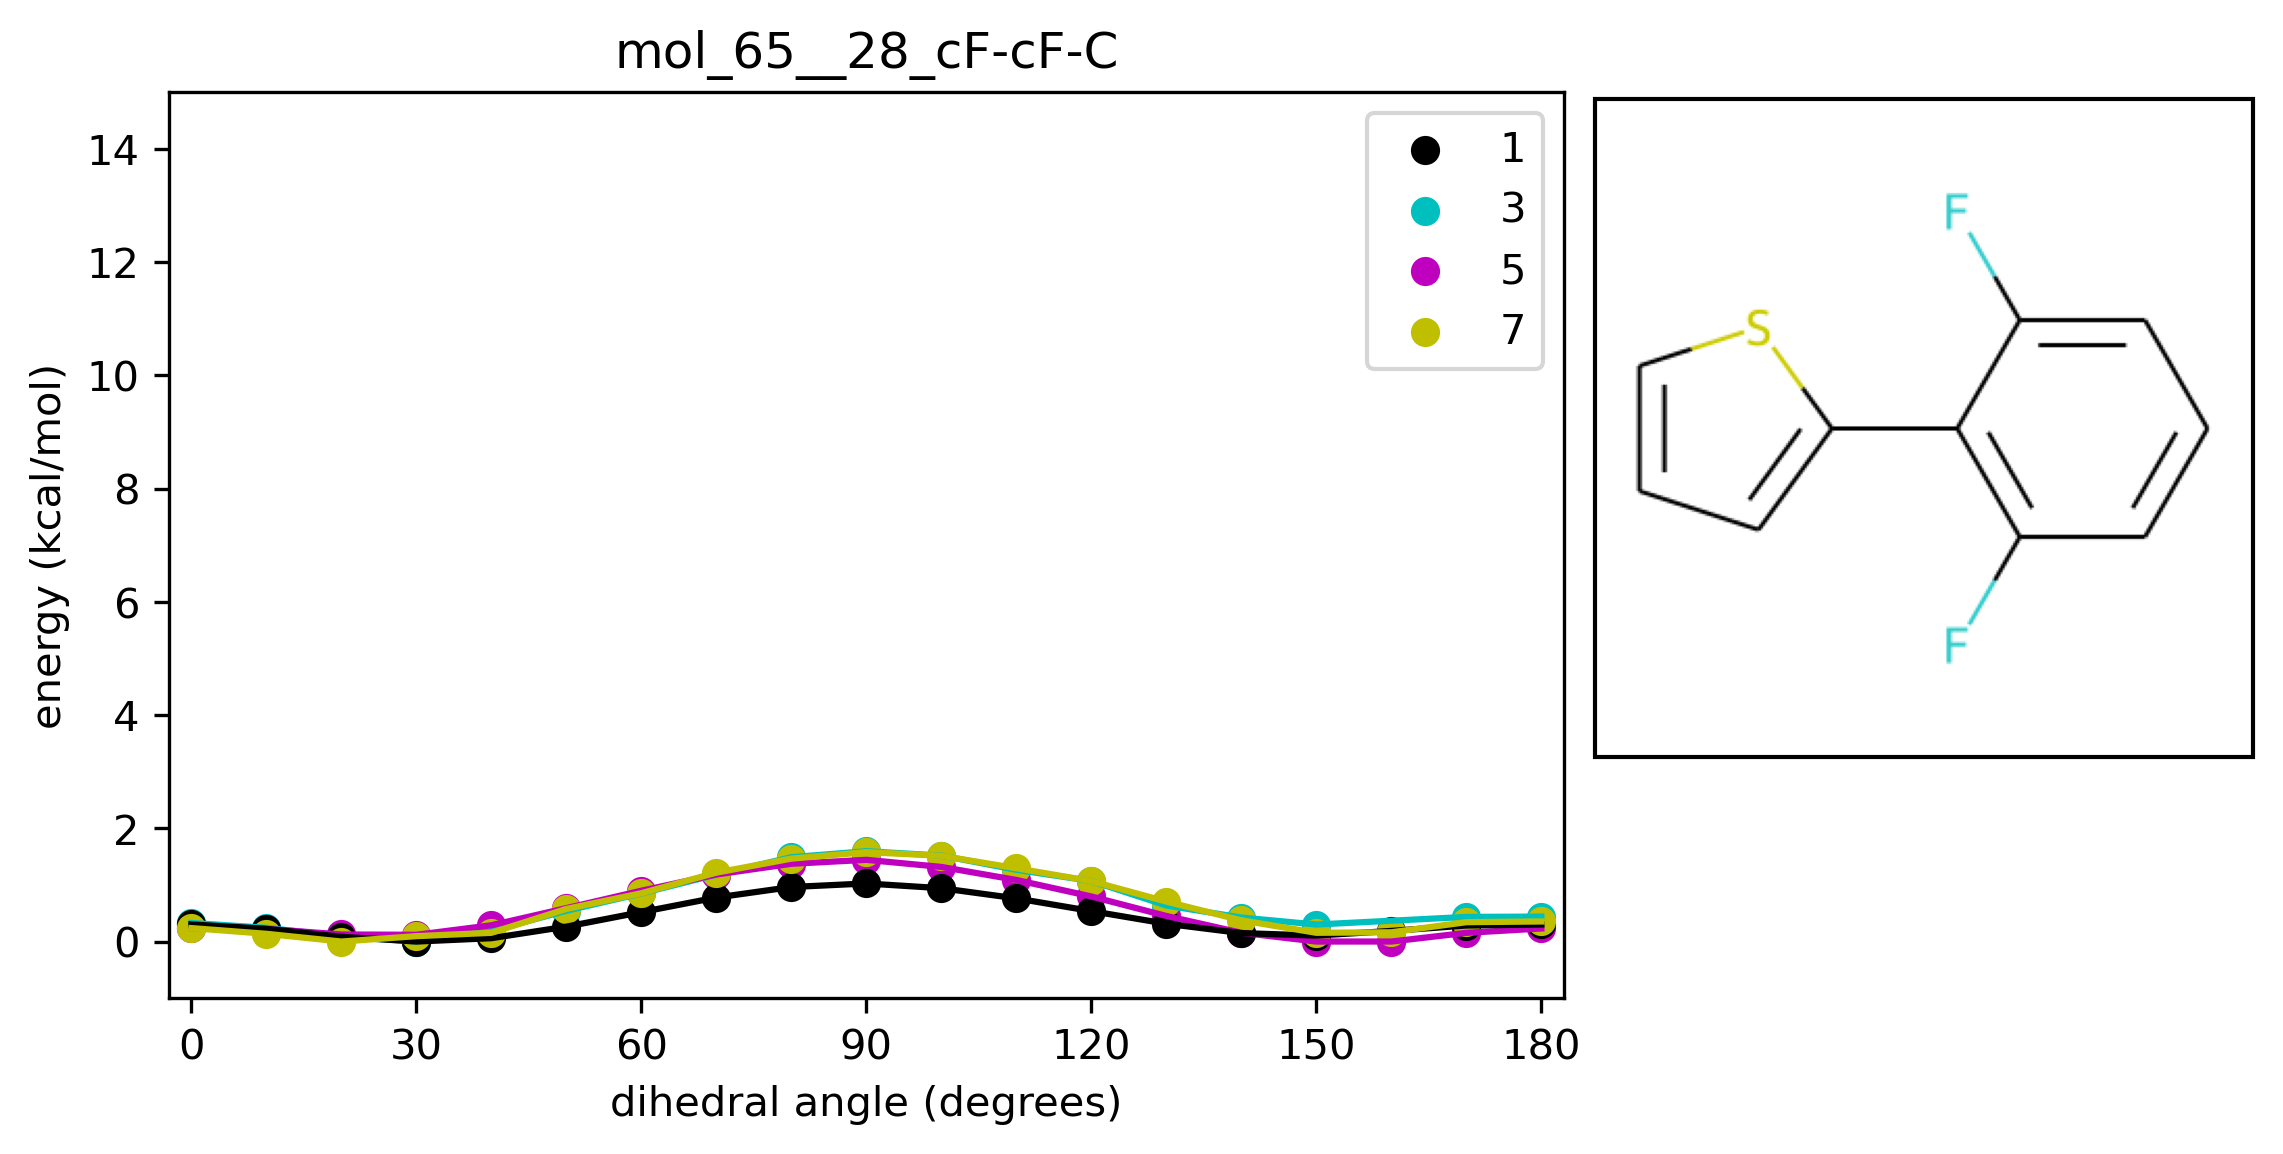 mol_65__28_cF-cF-C
14
12
10
8
6
4
2
0
energy (kcal/mol)
0 30 60 90 120 150 180
dihedral angle (degrees)
1
3
5
7
F
S
F